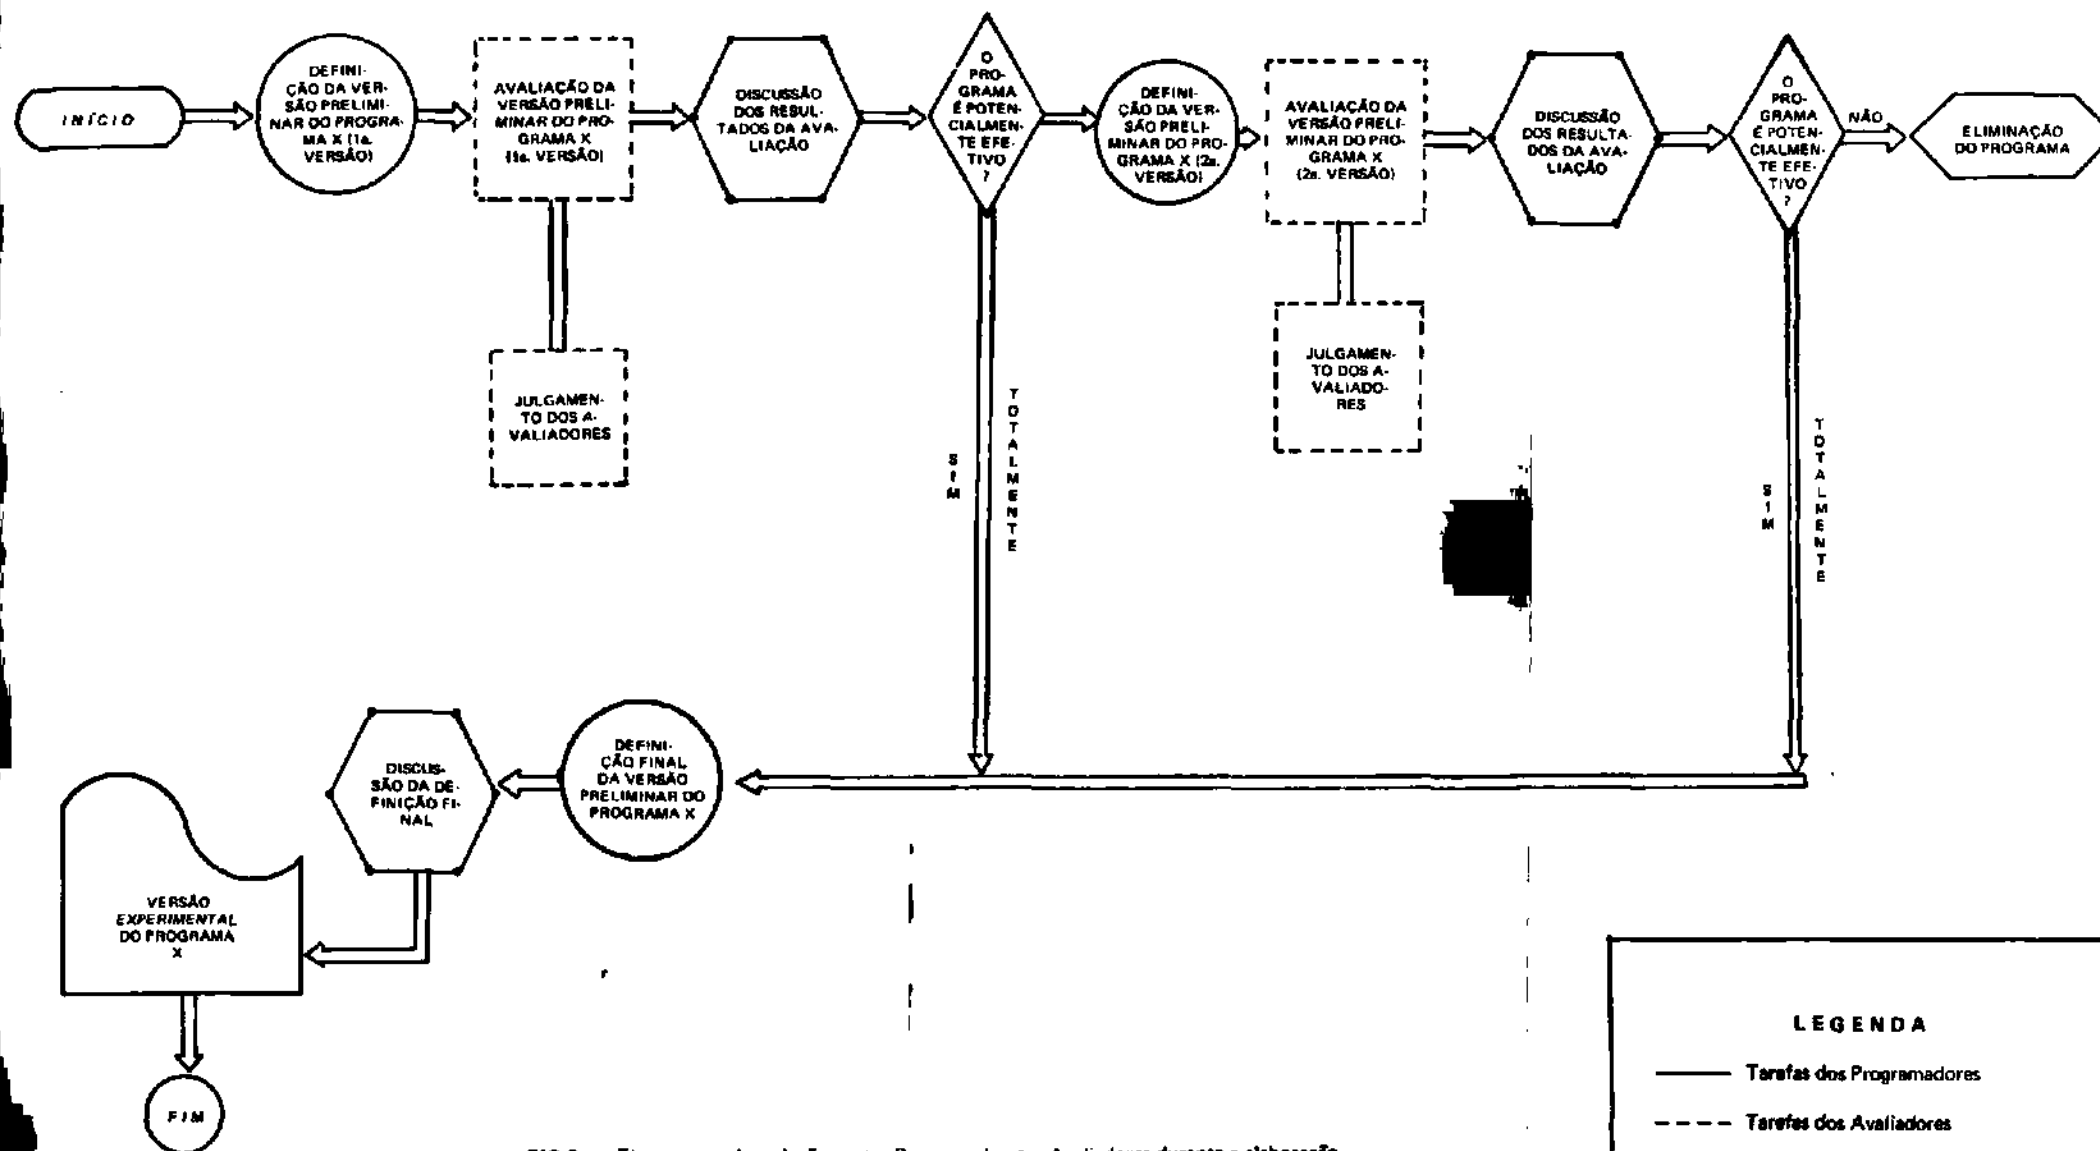 INÍCIO
DEFINI-
ÇÃO DA VER-
SÃO PRELIMI-
NAR DO PROGRA-
MA X (1a.
VERSÃO)
AVALIAÇÃO DA
VERSÃO PRELI-
MINAR DO PRO-
GRAMA X
(1a. VERSÃO)
JULGAMEN-
TO DOS A-
VALIADORES
DISCUSSÃO
DOS RESUL-
TADOS DA AVA-
LIAÇÃO
O
PRO-
GRAMA
É POTEN-
CIALMEN-
TE EFE-
TIVO
?
SIM
TOTALMENTE
DEFINI-
ÇÃO DA VER-
SÃO PRELI-
MINAR DO PRO-
GRAMA X (2a.
VERSÃO)
AVALIAÇÃO DA
VERSÃO PRELI-
MINAR DO PRO-
GRAMA X
(2a. VERSÃO)
JULGAMEN-
TO DOS A-
VALIADO-
RES
DISCUSSÃO
DOS RESULTA-
DOS DA AVA-
LIAÇÃO
O
PRO-
GRAMA
É POTEN-
CIALMEN-
TE EFE-
TIVO
?
NÃO
ELIMINAÇÃO
DO PROGRAMA
SIM
TOTALMENTE
DEFINI-
ÇÃO FINAL
DA VERSÃO
PRELIMINAR DO
PROGRAMA X
DISCUS-
SÃO DA DE-
FINIÇÃO FI-
NAL
VERSÃO
EXPERIMENTAL
DO PROGRAMA
X
FIM
LEGENDA
Tarefas dos Programadores
Tarefas dos Avaliadores